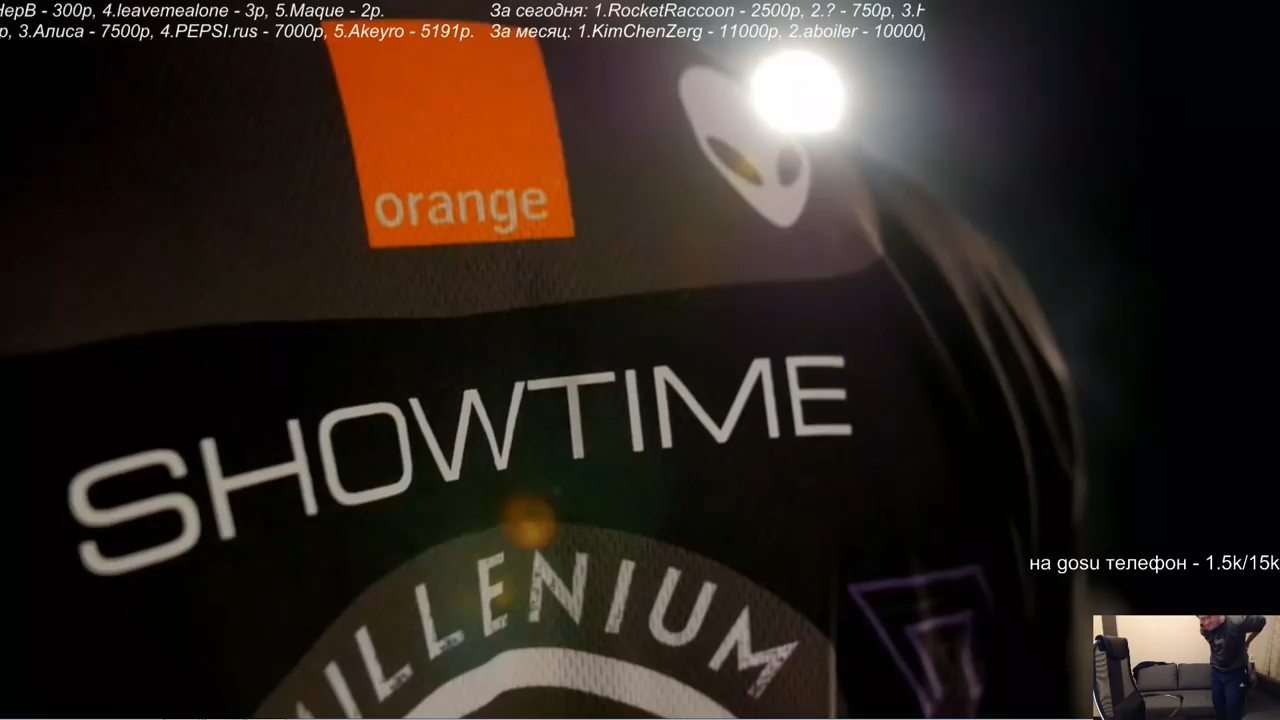 НерВ - 300р, 4.leavemealone - 3р, 5.Maque - 2р.
За сегодня: 1.RocketRaccoon - 2500р, 2.? - 750р, 3.
р, 3.Алиса - 7500р, 4.PEPSI.rus - 7000р, 5.Akeyro - 5191р.
За месяц: 1.KimChenZerg - 11000р, 2.aboiler - 10000
orange
SHOWTIME
MILLENIUM
на gosu телефон - 1.5k/15k